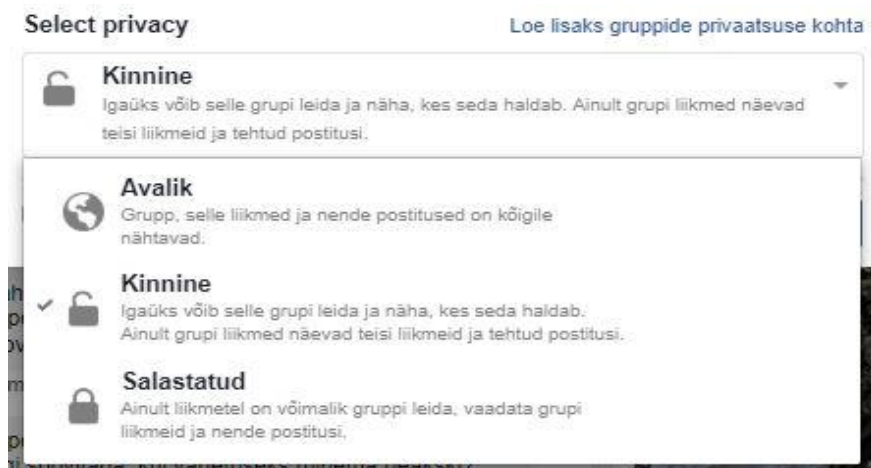 Select privacy
Loe lisaks gruppide privaatsuse kohta
Kinnine
Igaüks võib selle grupi leida ja näha, kes seda haldab. Ainult grupi liikmed näevad
teisi liikmeid ja tehtud postitusi.
Avalik
Grupp, selle liikmed ja nende postitused on kõigile
nähtavad.
Kinnine
Igaüks võib selle grupi leida ja näha, kes seda haldab.
Ainult grupi liikmed näevad teisi liikmeid ja tehtud postitusi.
Salastatud
Ainult liikmetel on võimalik gruppi leida, vaadata grupi
liikmeid ja nende postitusi.